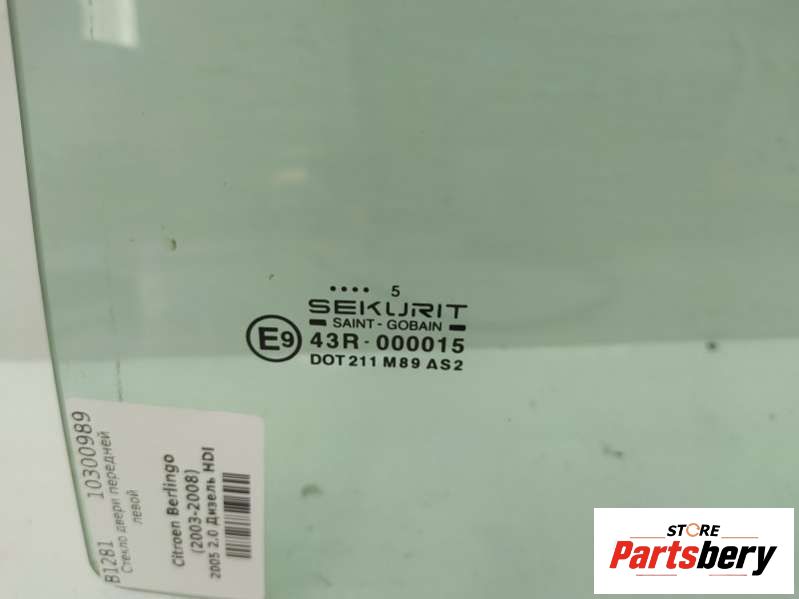 .... 5
SEKURIT
SAINT-GOBAIN
E9
43R-000015
DOT 211 M89 AS2
B1281 10300989
Стекло двери передней
левой
Citroen Berlingo
(2003-2008)
2005 2.0 Дизель HDI
STORE
Partsbery